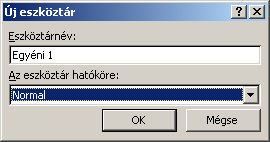 Új eszköztár
Eszköztárnév:
Egyéni 1
Az eszköztár hatóköre:
Normal
OK Mégse